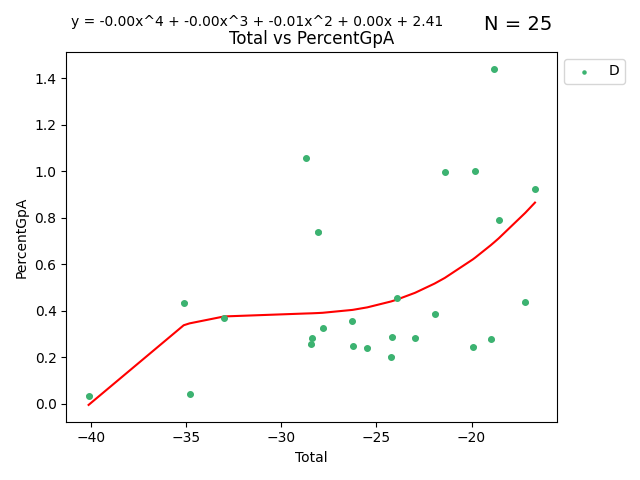 y = -0.00x^4 + -0.00x^3 + -0.01x^2 + 0.00x + 2.41
N = 25
Total vs PercentGpA
D
PercentGpA
1.4
1.2
1.0
0.8
0.6
0.4
0.2
0.0
−40
−35
−30
−25
−20
Total